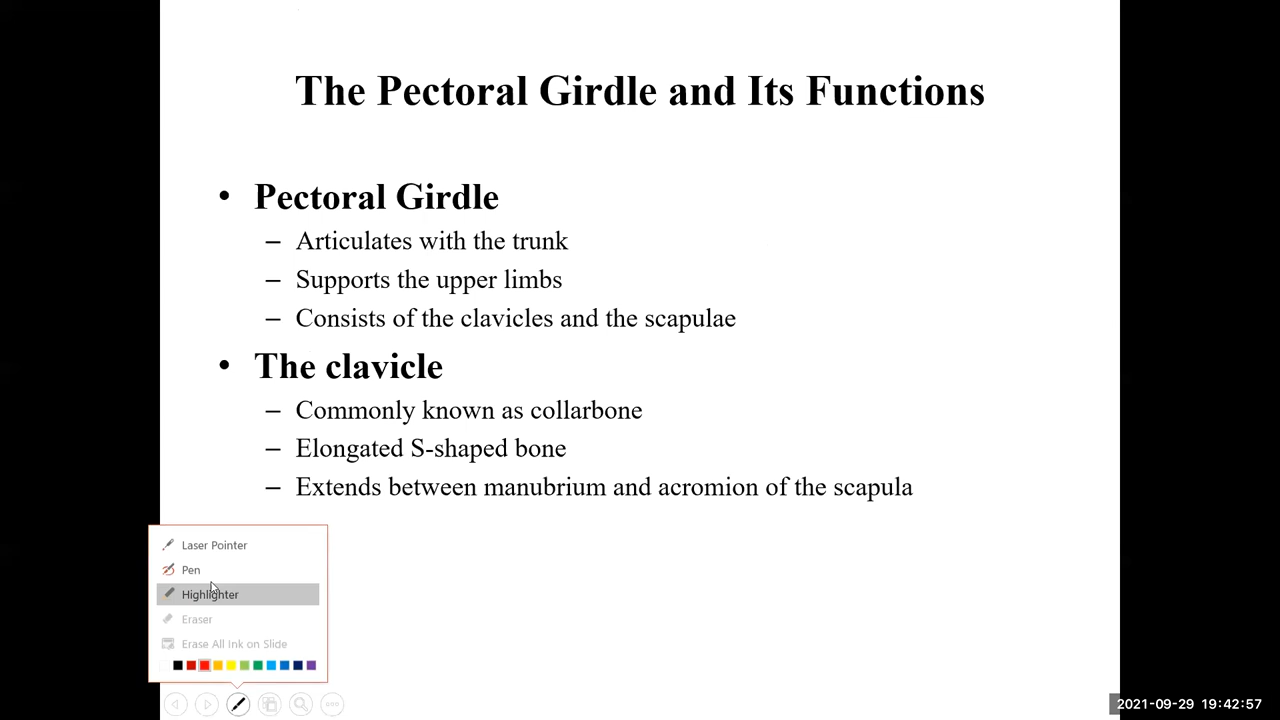 The Pectoral Girdle and Its Functions
• Pectoral Girdle
– Articulates with the trunk
– Supports the upper limbs
– Consists of the clavicles and the scapulae
• The clavicle
– Commonly known as collarbone
– Elongated S-shaped bone
– Extends between manubrium and acromion of the scapula
Laser Pointer
Pen
Highlighter
Eraser
Erase All Ink on Slide
2021-09-29 19:42:57